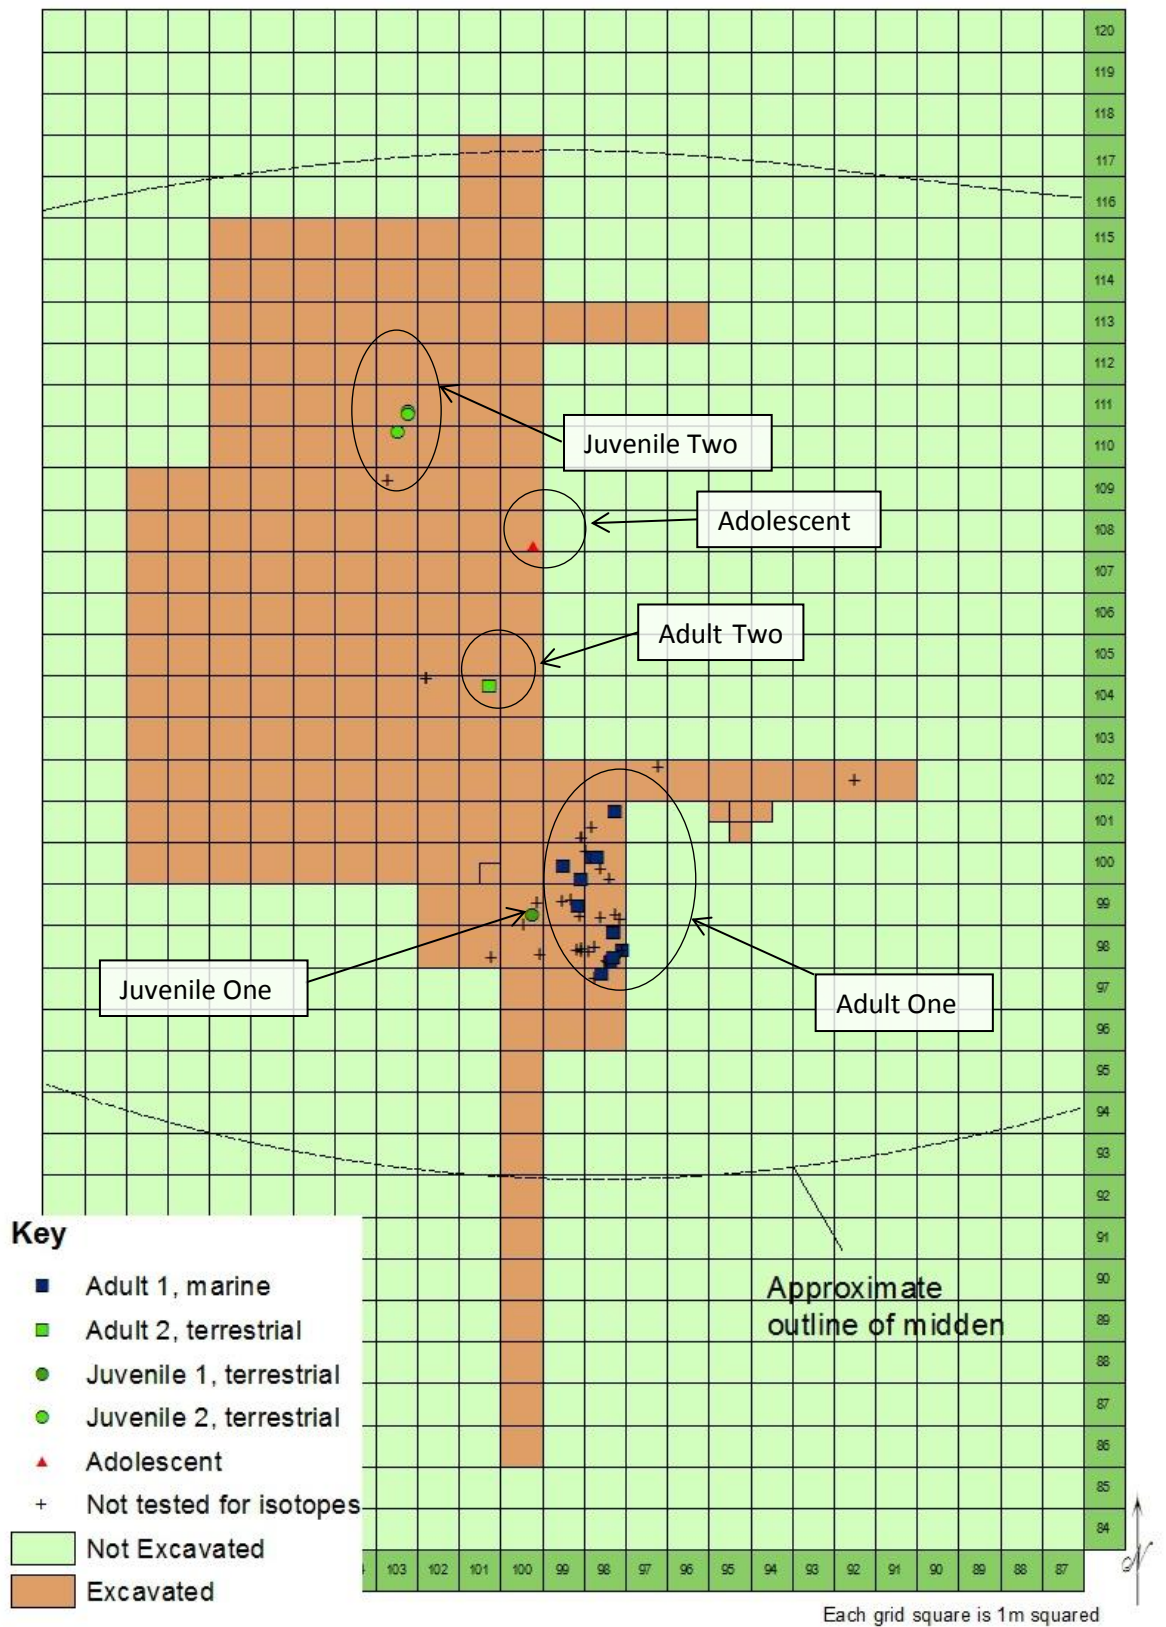 120
119
118
117
116
115
114
113
112
111
110
Juvenile Two
109
Adolescent
108
107
106
Adult Two
105
104
103
102
101
100
99
98
Juvenile One
97
Adult One
96
95
94
93
92
91
Key
Adult 1, marine
Adult 2, terrestrial
Juvenile 1, terrestrial
Juvenile 2, terrestrial
Adolescent
Not tested for isotopes
Not Excavated
Excavated
Approximate
outline of midden
90
89
88
87
86
85
84
103 101 100 99 98 97 96 95 94 93 92 91 90 89 88 87
N
Each grid square is 1m squared